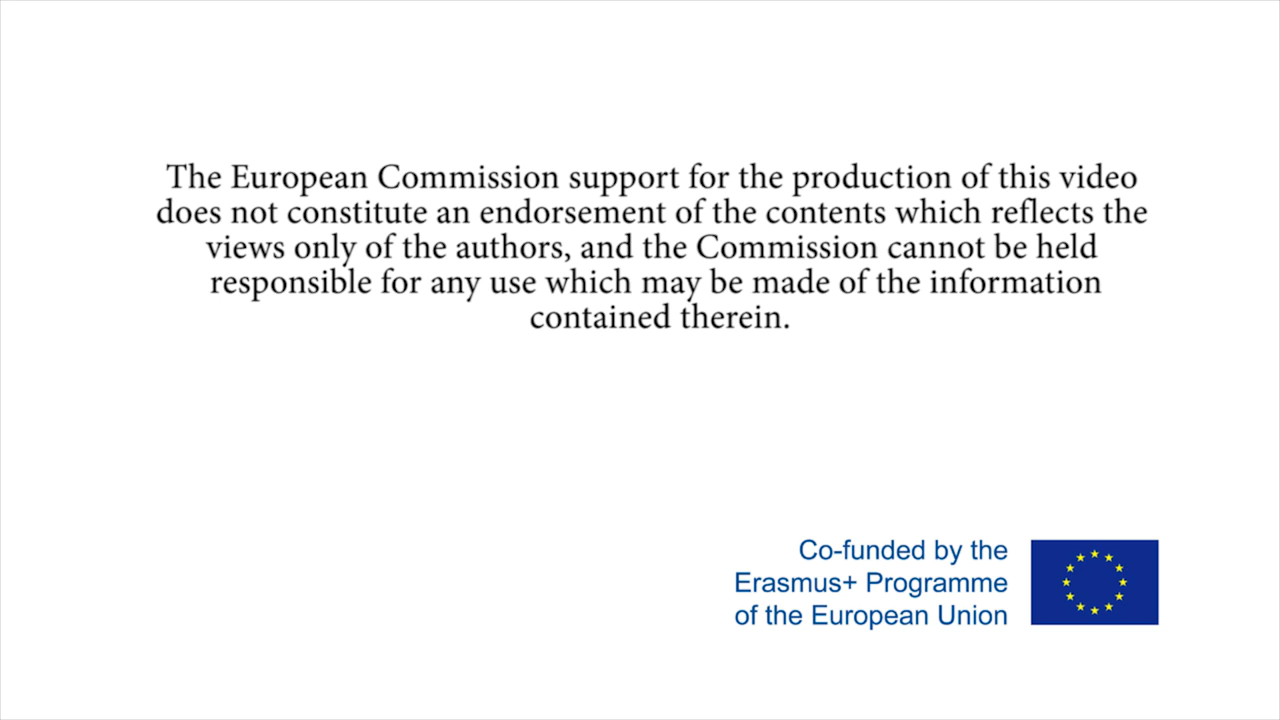 The European Commission support for the production of this video
does not constitute an endorsement of the contents which reflects the
views only of the authors, and the Commission cannot be held
responsible for any use which may be made of the information
contained therein.
Co-funded by the
Erasmus+ Programme
of the European Union